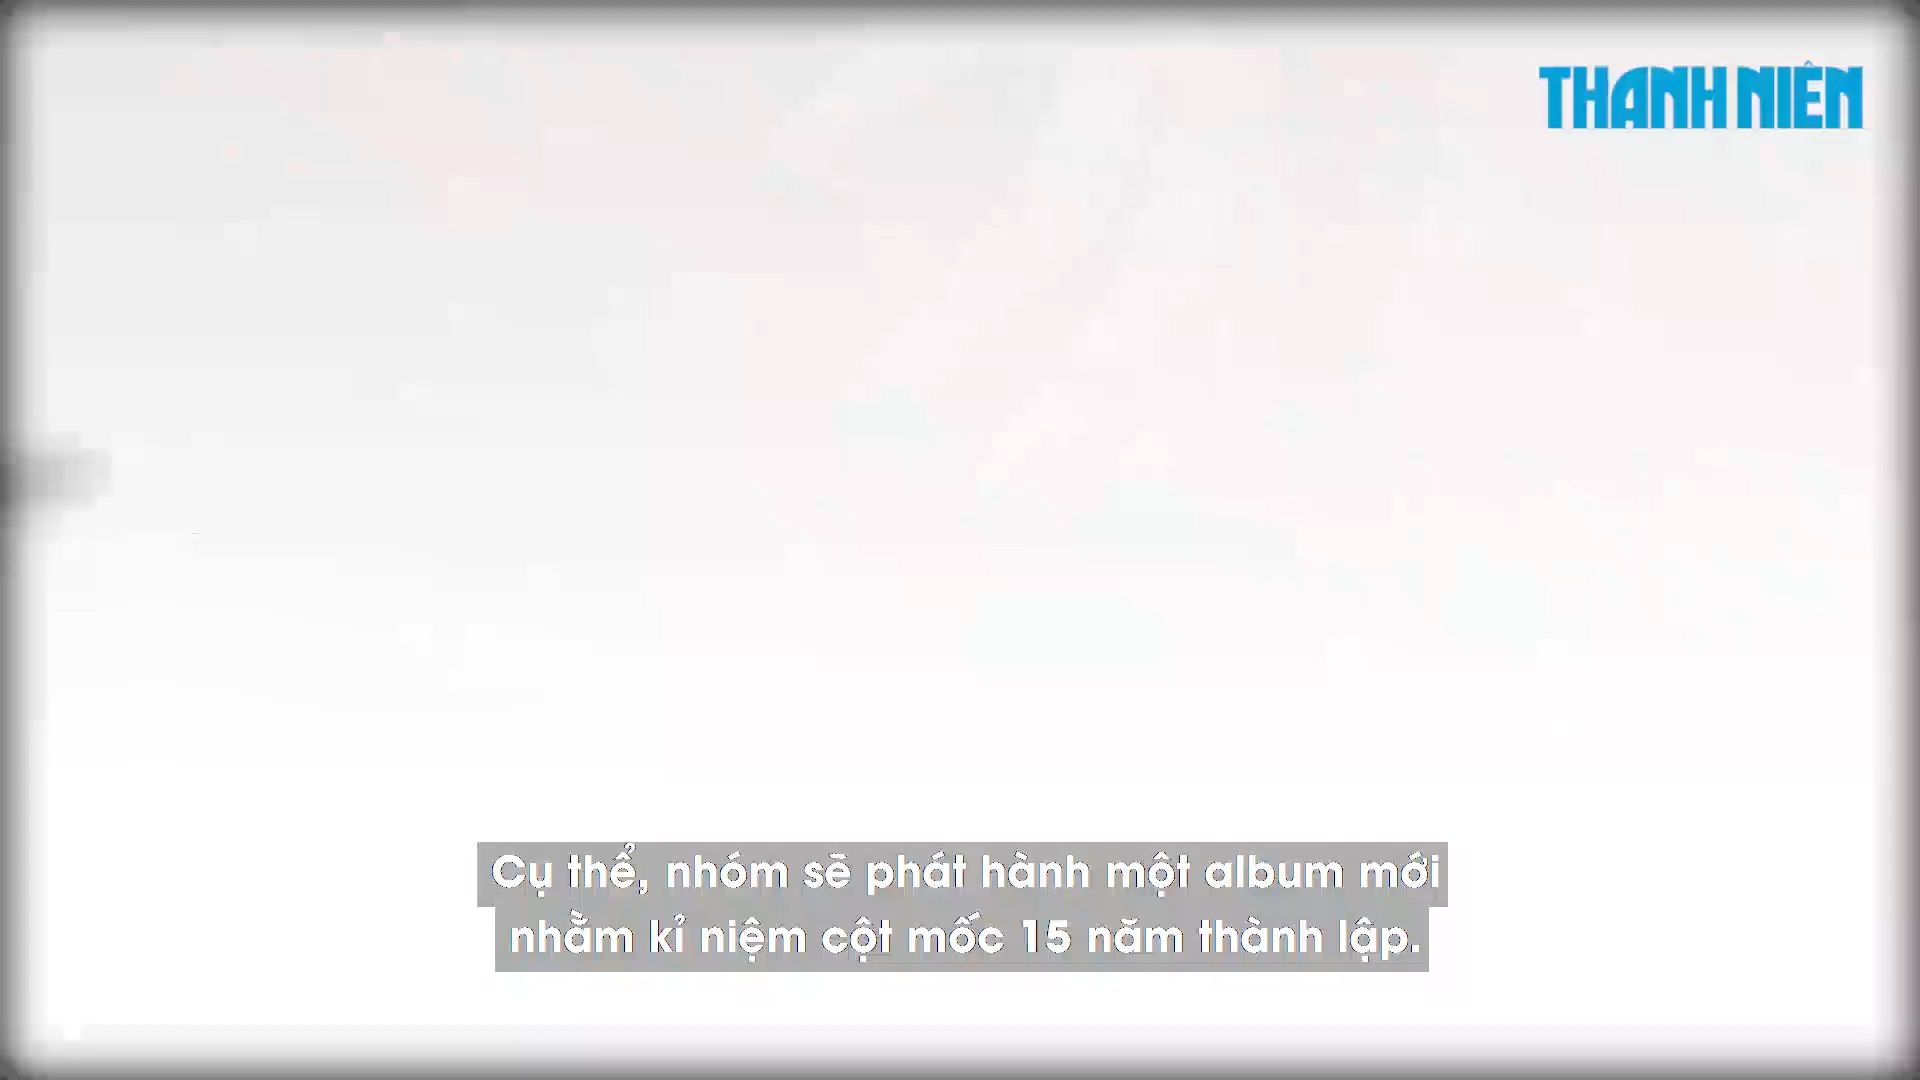 THANH NIÊN
Cụ thể, nhóm sẽ phát hành một album mới
nhằm kỉ niệm cột mốc 15 năm thành lập.